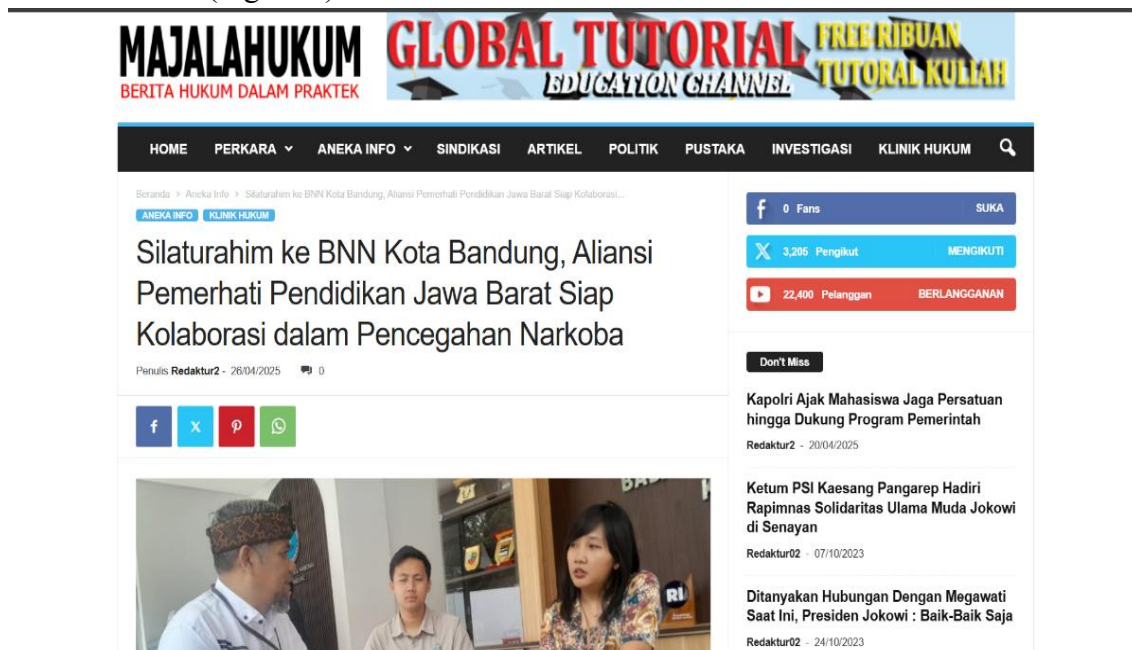 MAJALAHUKUM
BERITA HUKUM DALAM PRAKTEK
GLOBAL TUTORIAL
EDUCATION CHANNEL
FREE RIBUAN
TUTORAL KULIAH
HOME PERKARA ANEKA INFO SINDIKASI ARTIKEL POLITIK PUSTAKA INVESTIGASI KLINIK HUKUM
Beranda > Aneka Info > Silaturahim ke BNN Kota Bandung, Aliansi Pemerhati Pendidikan Jawa Barat Siap Kolaborasi...
ANEKA INFO KLINIK HUKUM
Silaturahim ke BNN Kota Bandung, Aliansi
Pemerhati Pendidikan Jawa Barat Siap
Kolaborasi dalam Pencegahan Narkoba
Penulis Redaktur2 - 26/04/2025 0
0 Fans SUKA
3,205 Pengikut MENGIKUTI
22,400 Pelanggan BERLANGGANAN
Don't Miss
Kapolri Ajak Mahasiswa Jaga Persatuan
hingga Dukung Program Pemerintah
Redaktur2 - 20/04/2025
Ketum PSI Kaesang Pangarep Hadiri
Rapimnas Solidaritas Ulama Muda Jokowi
di Senayan
Redaktur02 - 07/10/2023
Ditanyakan Hubungan Dengan Megawati
Saat Ini, Presiden Jokowi : Baik-Baik Saja
Redaktur02 - 24/10/2023
RI